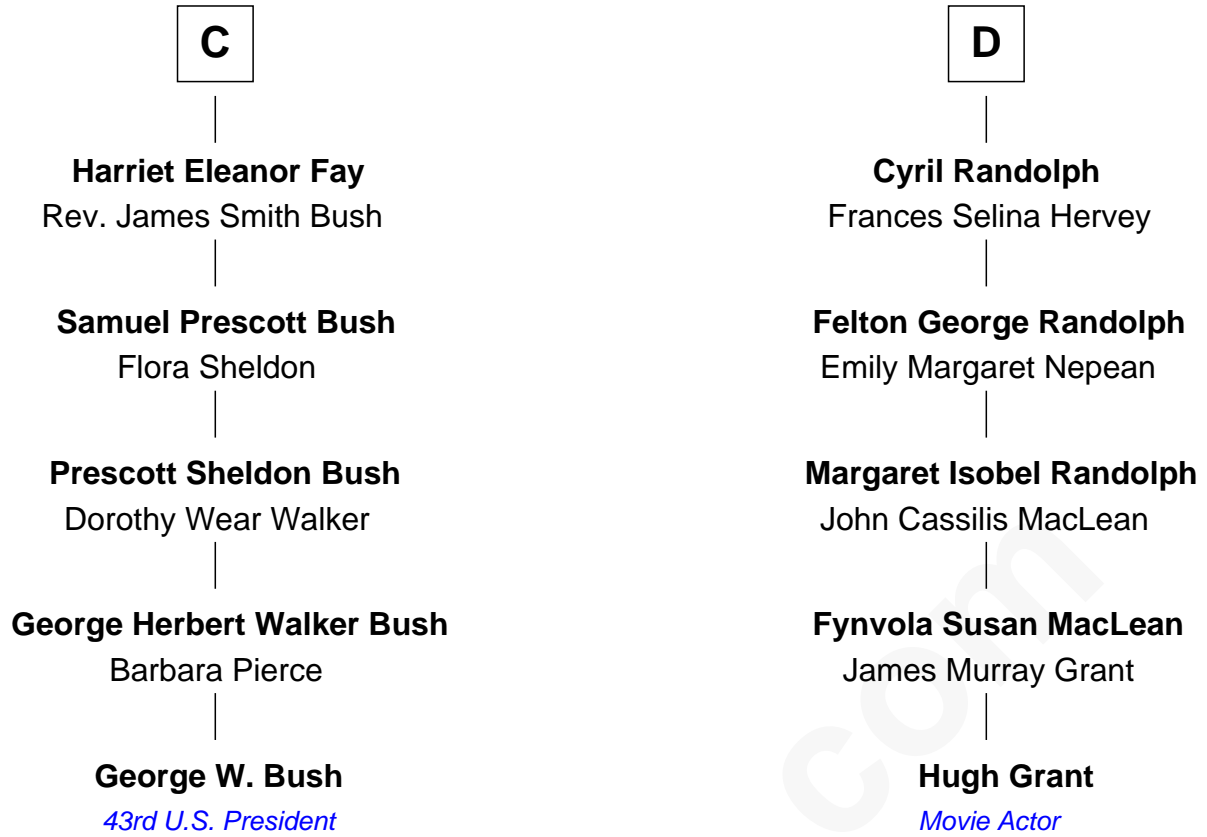 C
Harriet Eleanor Fay
Rev. James Smith Bush
Samuel Prescott Bush
Flora Sheldon
Prescott Sheldon Bush
Dorothy Wear Walker
George Herbert Walker Bush
Barbara Pierce
George W. Bush
43rd U.S. President
D
Cyril Randolph
Frances Selina Hervey
Felton George Randolph
Emily Margaret Nepean
Margaret Isobel Randolph
John Cassilis MacLean
Fynvola Susan MacLean
James Murray Grant
Hugh Grant
Movie Actor
com